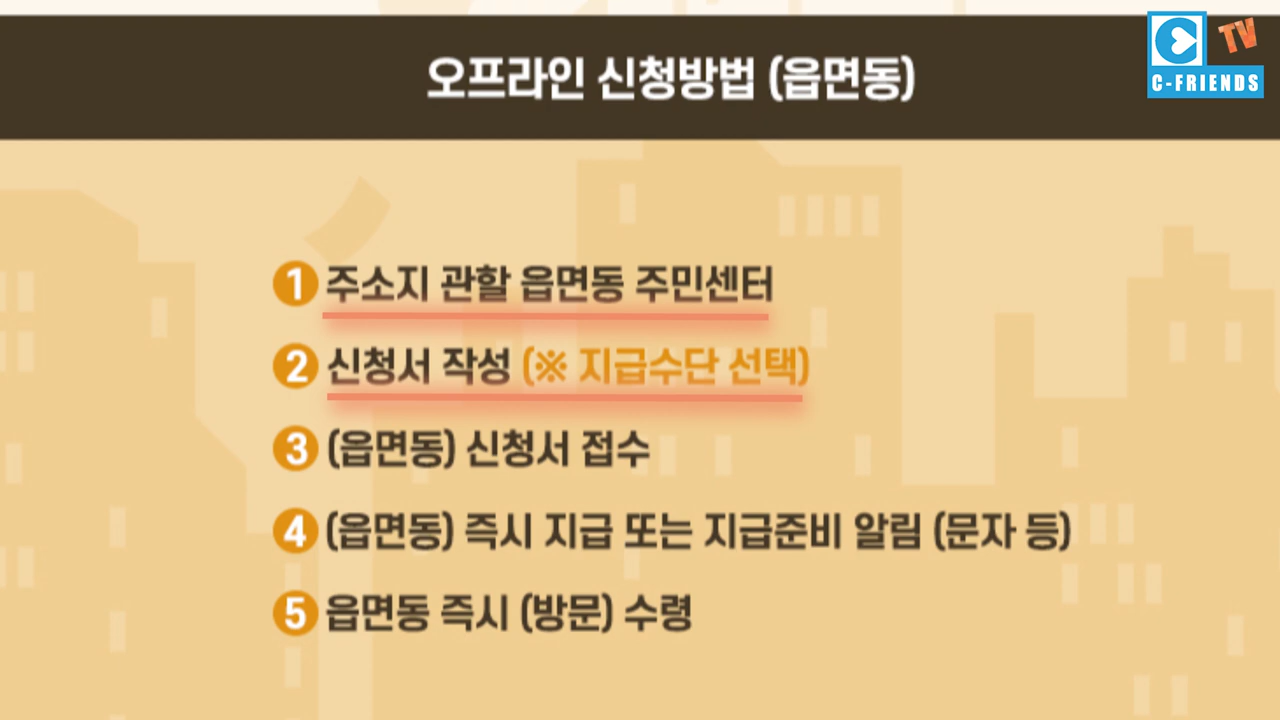 오프라인 신청방법 (읍면동)
C-FRIENDS TV
1 주소지 관할 읍면동 주민센터
2 신청서 작성 (※ 지급수단 선택)
3 (읍면동) 신청서 접수
4 (읍면동) 즉시 지급 또는 지급준비 알림 (문자 등)
5 읍면동 즉시 (방문) 수령